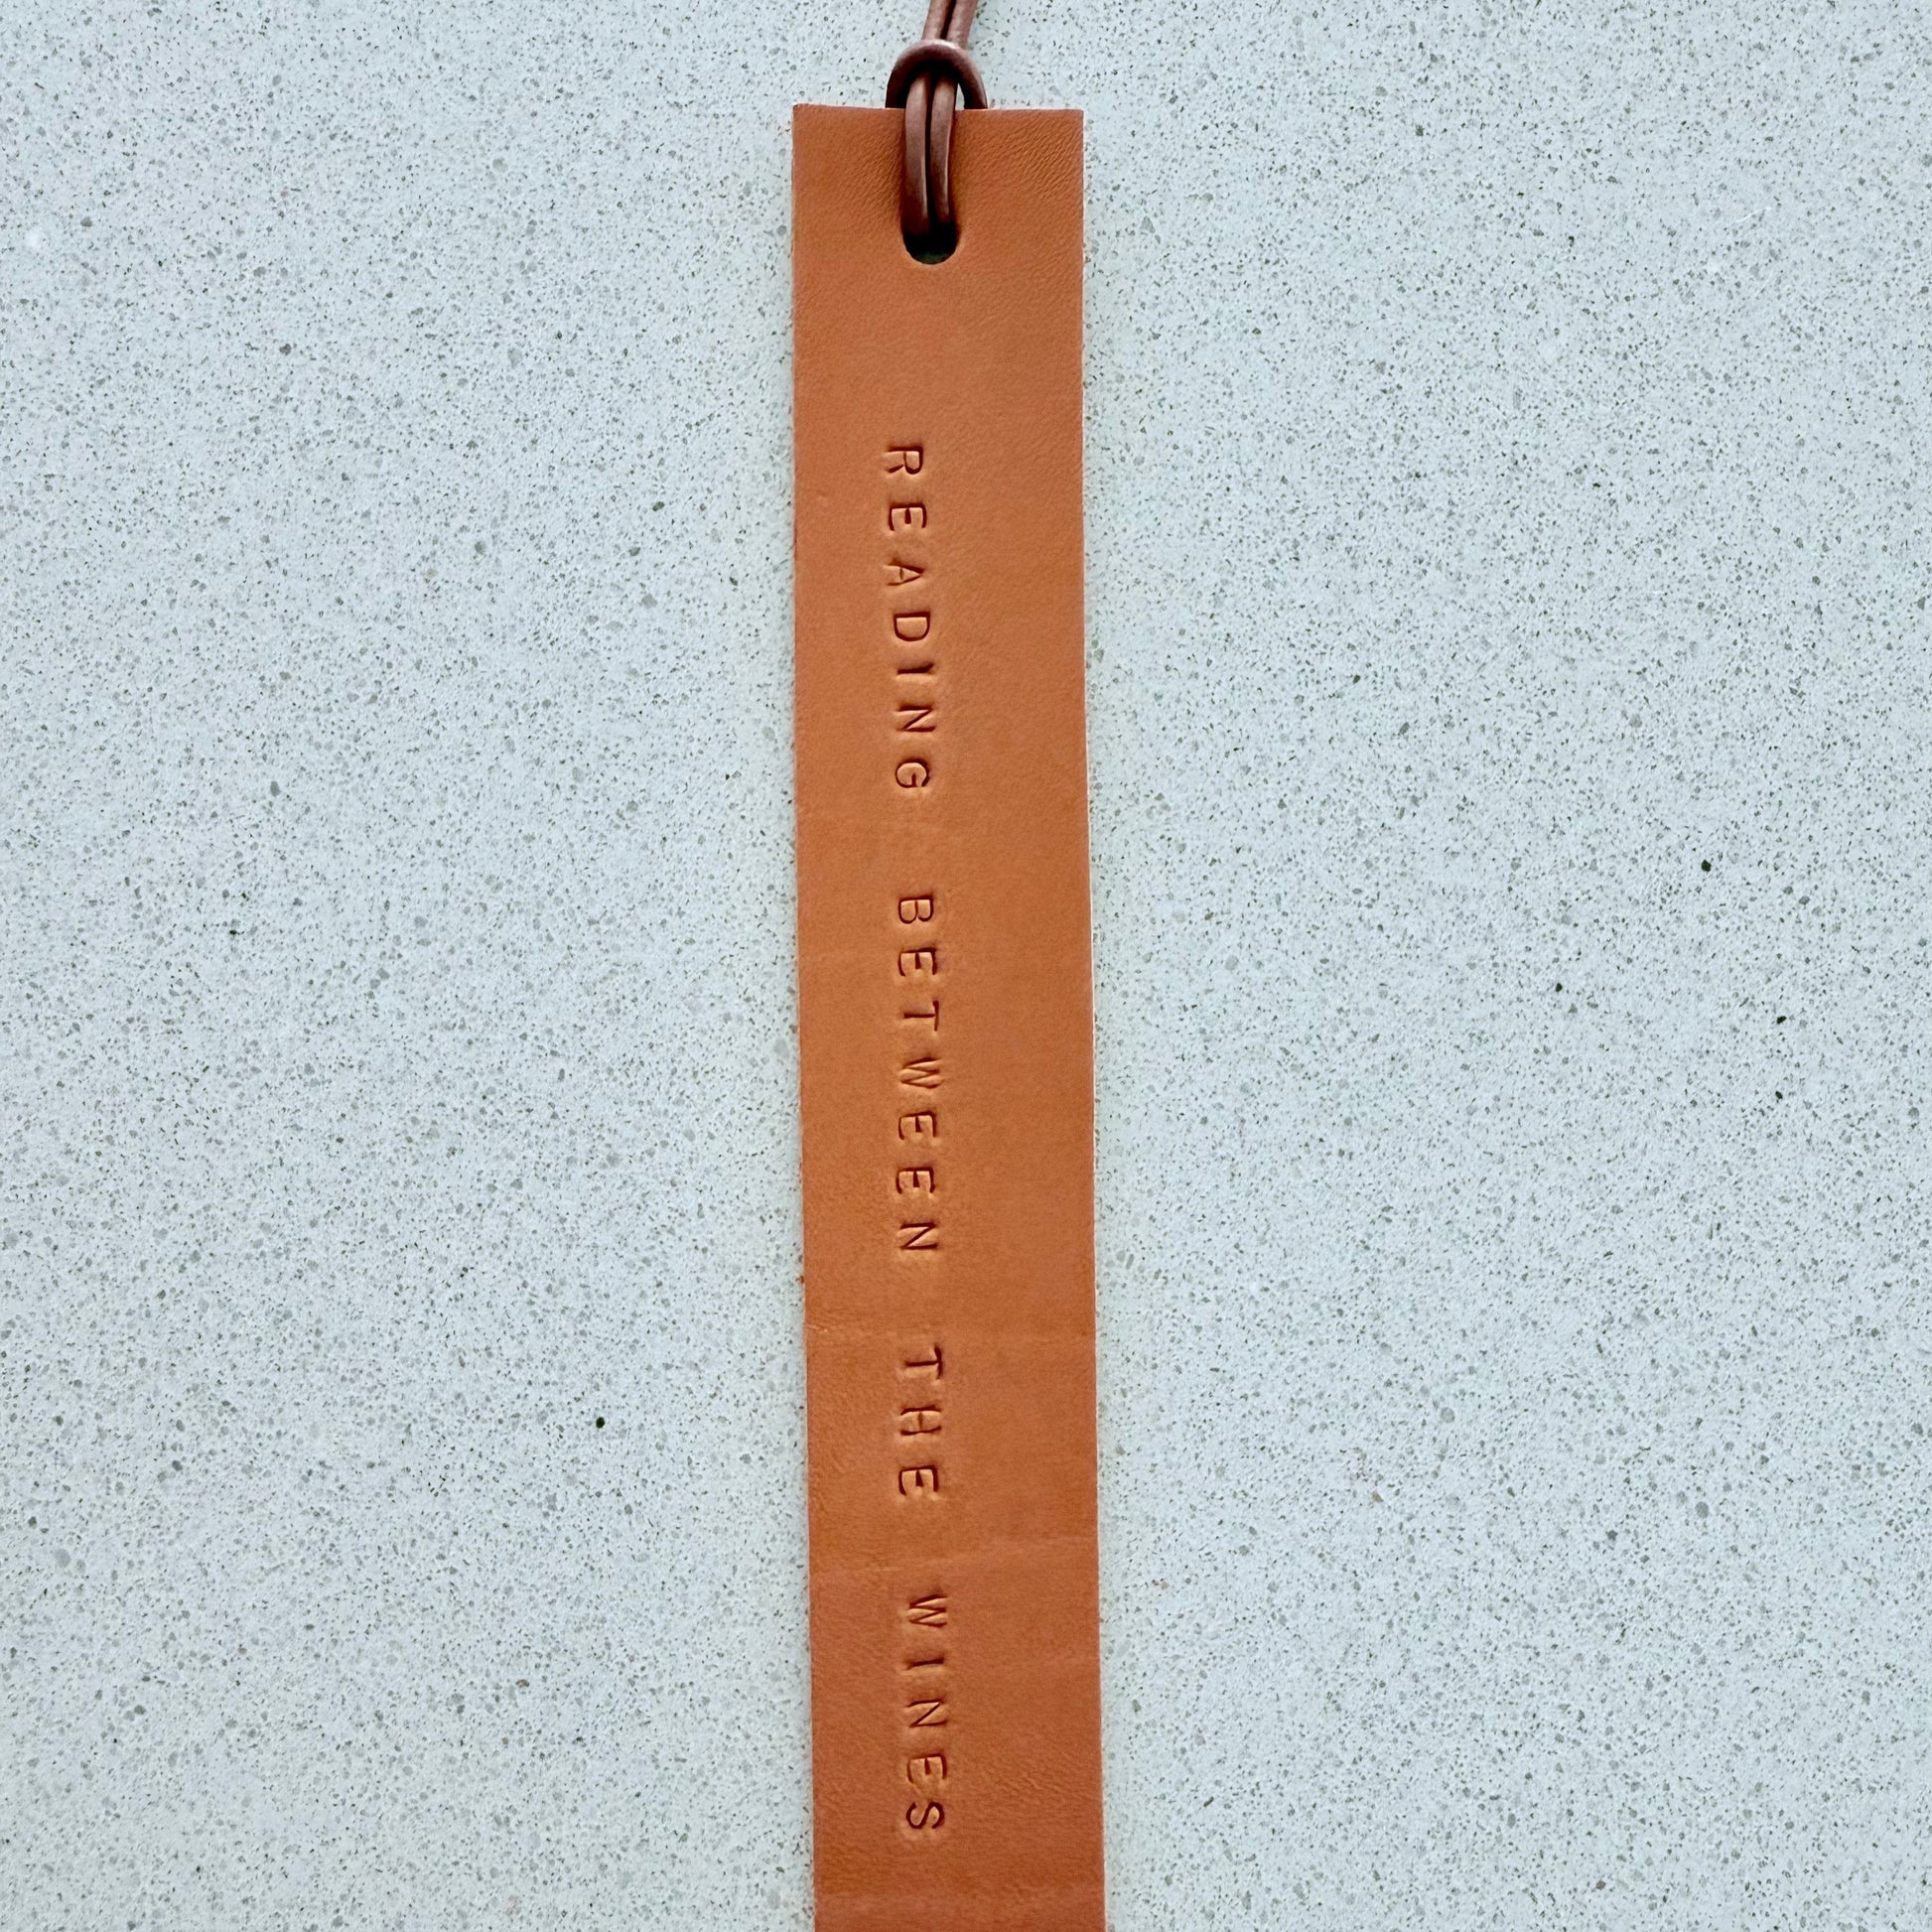 READING BETWEEN THE WINES